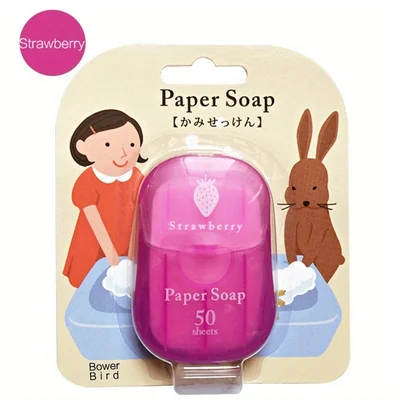 Strawberry
Paper Soap
【かみせっけん】
Strawberry
Paper Soap
50
sheets
Bower
Bird